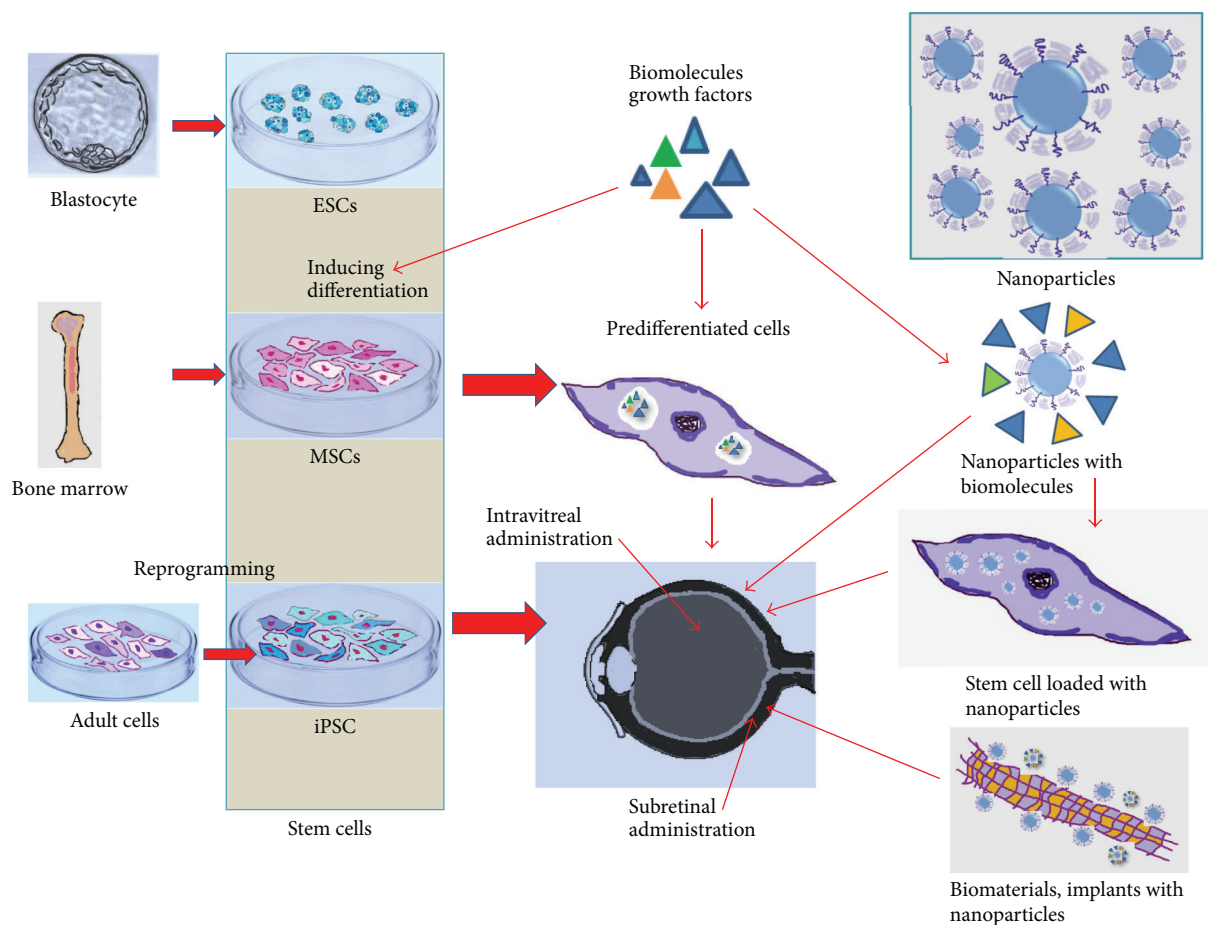 Blastocyte
ESCs
Inducing
differentiation
Bone marrow
MSCs
Reprogramming
Adult cells
iPSC
Stem cells
Biomolecules
growth factors
Predifferentiated cells
Intravitreal
administration
Subretinal
administration
Nanoparticles
Nanoparticles with
biomolecules
Stem cell loaded with
nanoparticles
Biomaterials, implants with
nanoparticles